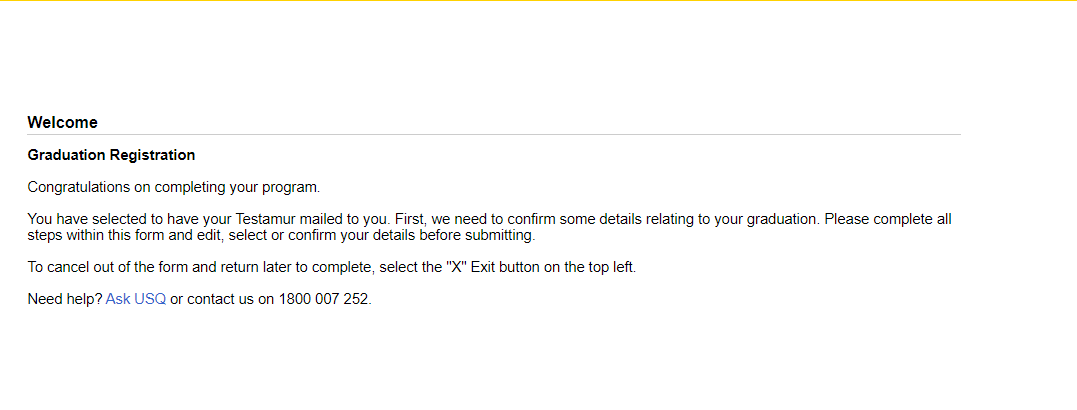 Welcome
Graduation Registration
Congratulations on completing your program.
You have selected to have your Testamur mailed to you. First, we need to confirm some details relating to your graduation. Please complete all
steps within this form and edit, select or confirm your details before submitting.
To cancel out of the form and return later to complete, select the "X" Exit button on the top left.
Need help? Ask USQ or contact us on 1800 007 252.